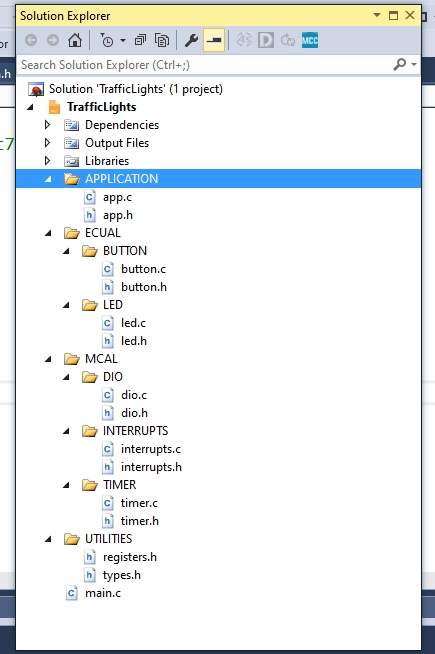 Solution Explorer
or
MCC
.h
Search Solution Explorer (Ctrl+;)
Solution 'TrafficLights' (1 project)
TrafficLights
Dependencies
Output Files
Libraries
APPLICATION
app.c
app.h
ECUAL
BUTTON
button.c
button.h
LED
led.c
led.h
MCAL
DIO
dio.c
dio.h
INTERRUPTS
interrupts.c
interrupts.h
TIMER
timer.c
timer.h
UTILITIES
registers.h
types.h
main.c